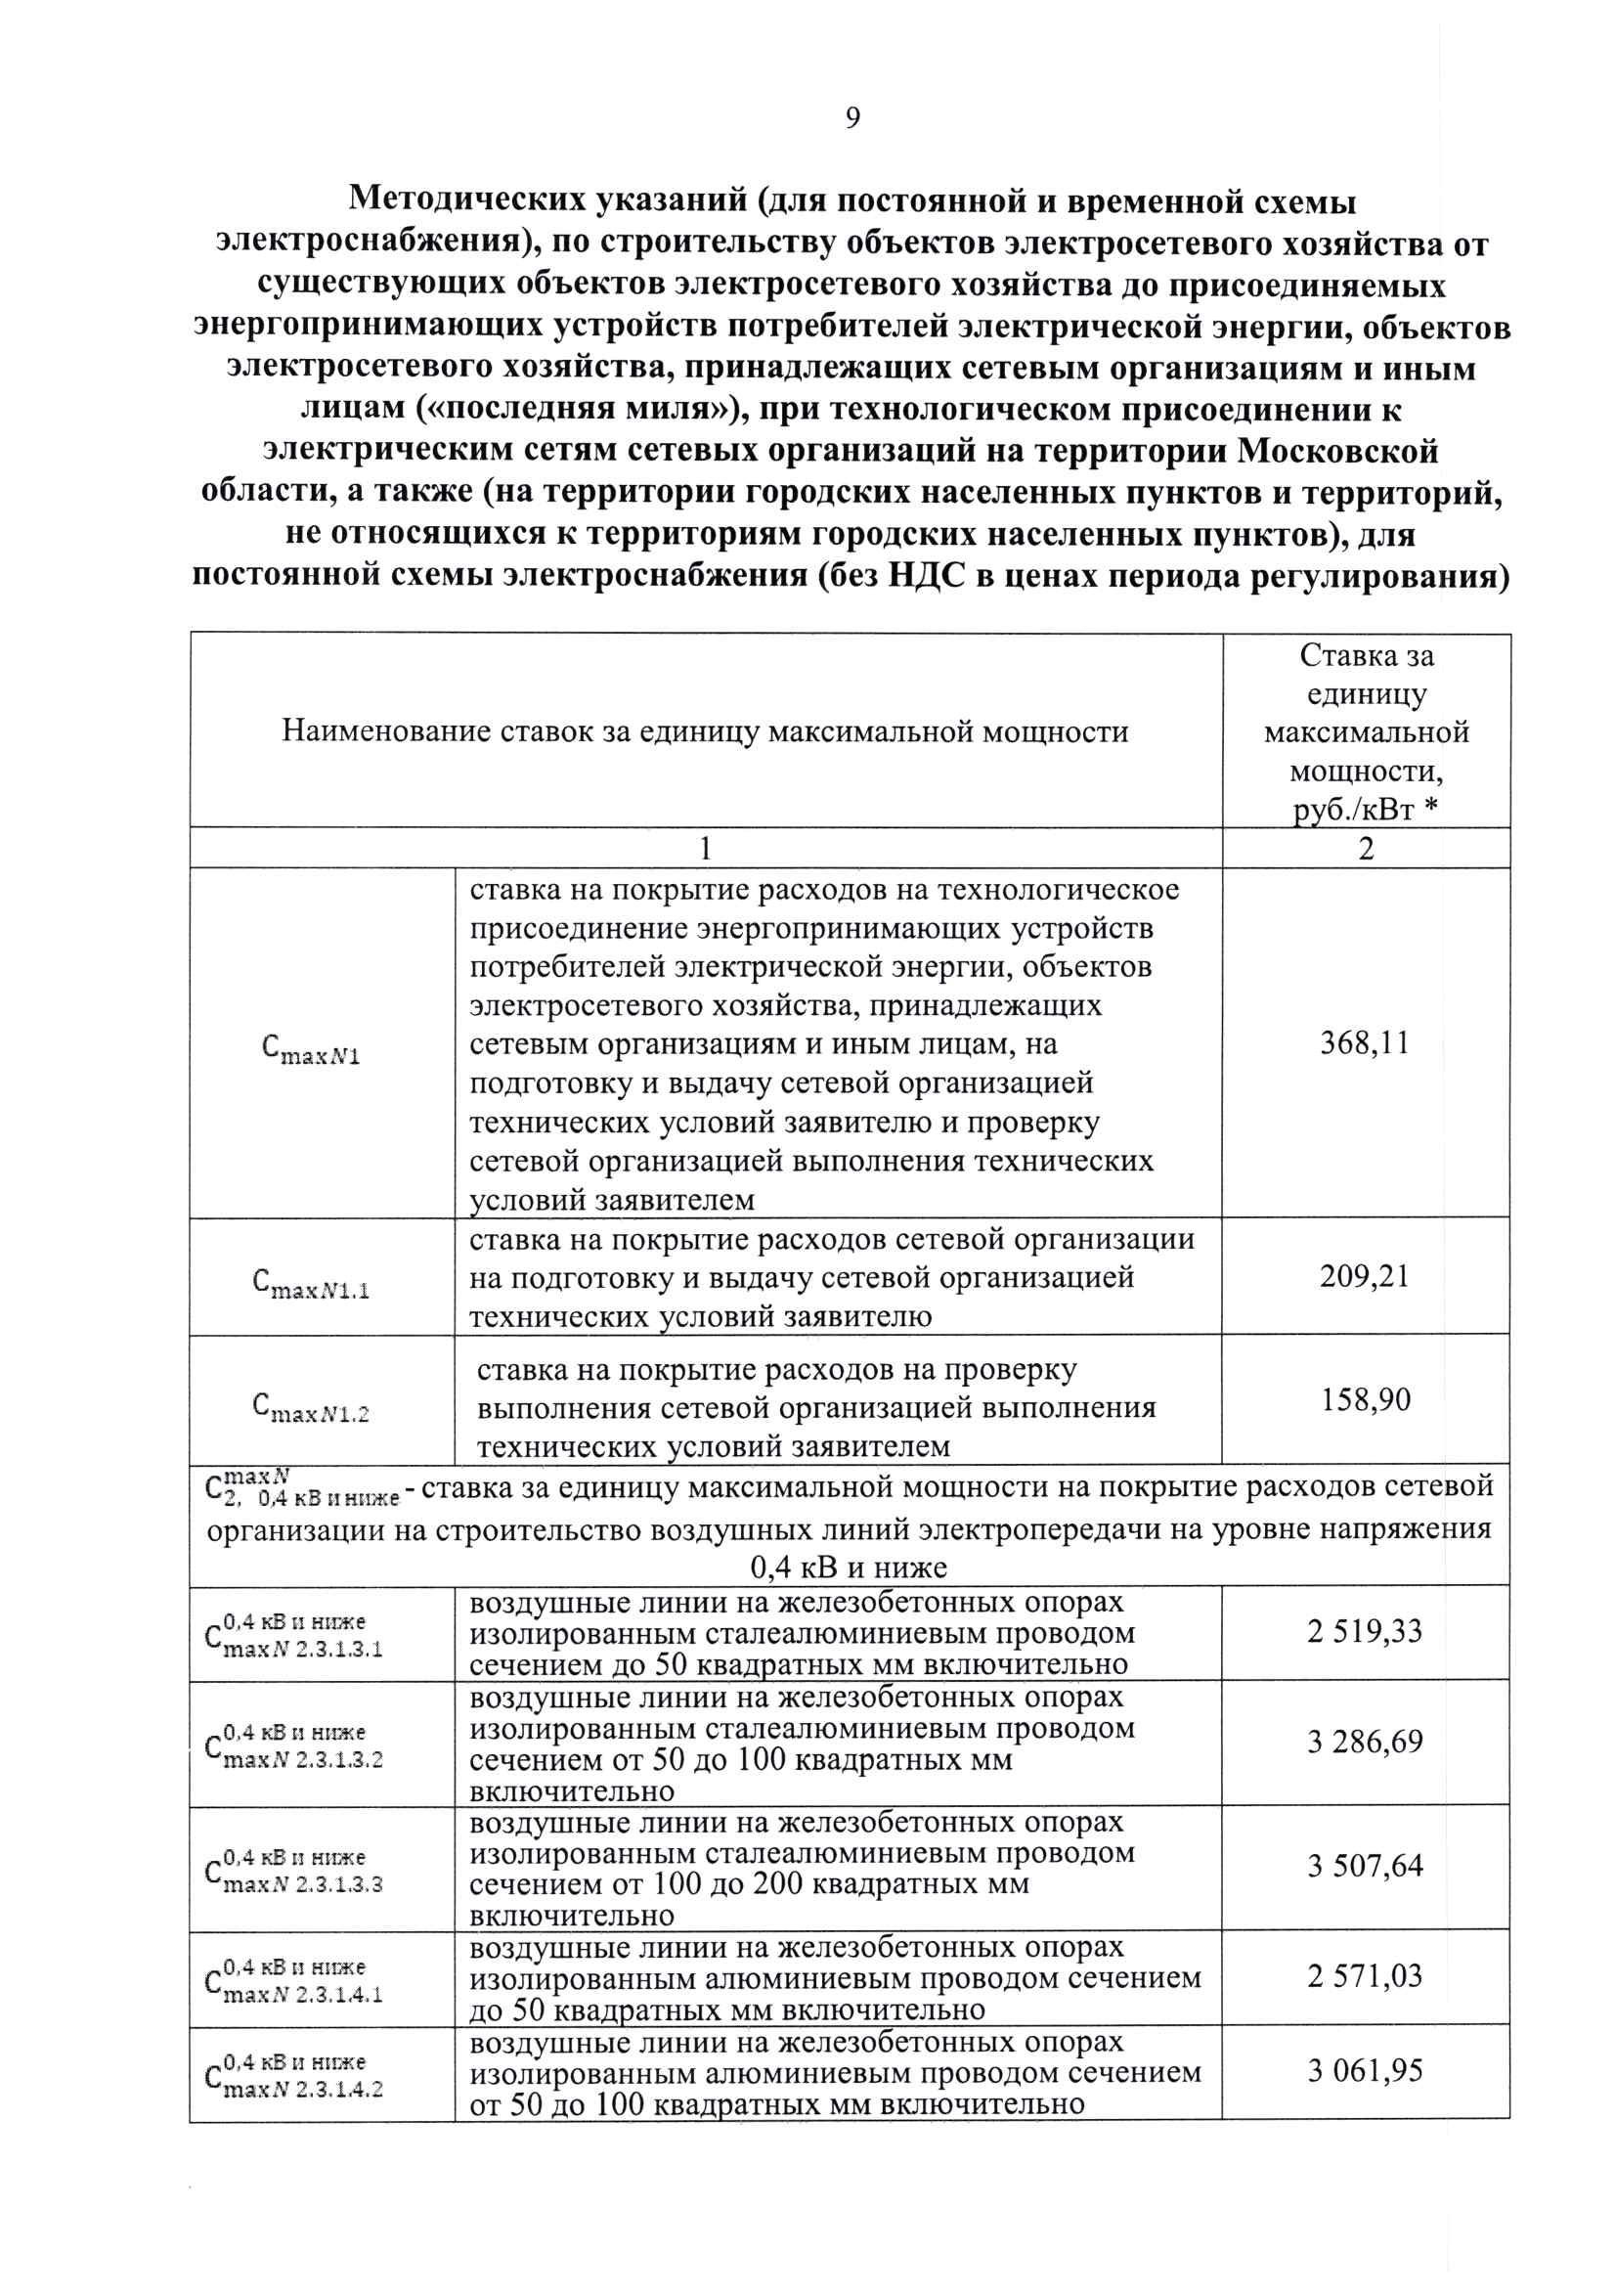 9
Методических указаний (для постоянной и временной схемы
электроснабжения), по строительству объектов электросетевого хозяйства от
существующих объектов электросетевого хозяйства до присоединяемых
энергопринимающих устройств потребителей электрической энергии, объектов
электросетевого хозяйства, принадлежащих сетевым организациям и иным
лицам («последняя миля»), при технологическом присоединении к
электрическим сетям сетевых организаций на территории Московской
области, а также (на территории городских населенных пунктов и территорий,
не относящихся к территориям городских населенных пунктов), для
постоянной схемы электроснабжения (без НДС в ценах периода регулирования)
Наименование ставок за единицу максимальной мощности
Ставка за
единицу
максимальной
мощности,
руб./кВт *
1
2
CmaxN1
ставка на покрытие расходов на технологическое
присоединение энергопринимающих устройств
потребителей электрической энергии, объектов
электросетевого хозяйства, принадлежащих
сетевым организациям и иным лицам, на
подготовку и выдачу сетевой организацией
технических условий заявителю и проверку
сетевой организацией выполнения технических
условий заявителем
368,11
CmaxN1.1
ставка на покрытие расходов сетевой организации
на подготовку и выдачу сетевой организацией
технических условий заявителю
209,21
CmaxN1.2
ставка на покрытие расходов на проверку
выполнения сетевой организацией выполнения
технических условий заявителем
158,90
C maxN 2, 0,4 кВ и ниже - ставка за единицу максимальной мощности на покрытие расходов сетевой
организации на строительство воздушных линий электропередачи на уровне напряжения
0,4 кВ и ниже
C 0,4 кВ и ниже
maxN 2.3.1.3.1
воздушные линии на железобетонных опорах
изолированным сталеалюминиевым проводом
сечением до 50 квадратных мм включительно
2 519,33
C 0,4 кВ и ниже
maxN 2.3.1.3.2
воздушные линии на железобетонных опорах
изолированным сталеалюминиевым проводом
сечением от 50 до 100 квадратных мм
включительно
3 286,69
C 0,4 кВ и ниже
maxN 2.3.1.3.3
воздушные линии на железобетонных опорах
изолированным сталеалюминиевым проводом
сечением от 100 до 200 квадратных мм
включительно
3 507,64
C 0,4 кВ и ниже
maxN 2.3.1.4.1
воздушные линии на железобетонных опорах
изолированным алюминиевым проводом сечением
до 50 квадратных мм включительно
2 571,03
C 0,4 кВ и ниже
maxN 2.3.1.4.2
воздушные линии на железобетонных опорах
изолированным алюминиевым проводом сечением
от 50 до 100 квадратных мм включительно
3 061,95